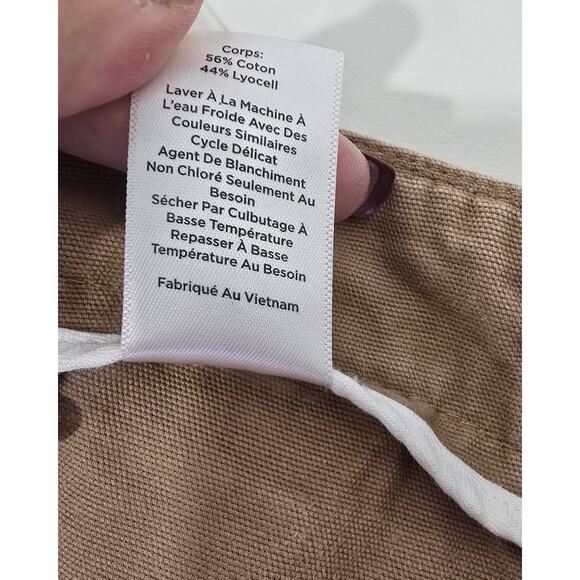 Corps:
56% Coton
44% Lyocell
Laver À La Machine À
L'eau Froide Avec Des
Couleurs Similaires
Cycle Délicat
Agent De Blanchiment
Non Chloré Seulement Au
Besoin
Sécher Par Culbutage À
Basse Température
Repasser À Basse
Température Au Besoin
Fabriqué Au Vietnam